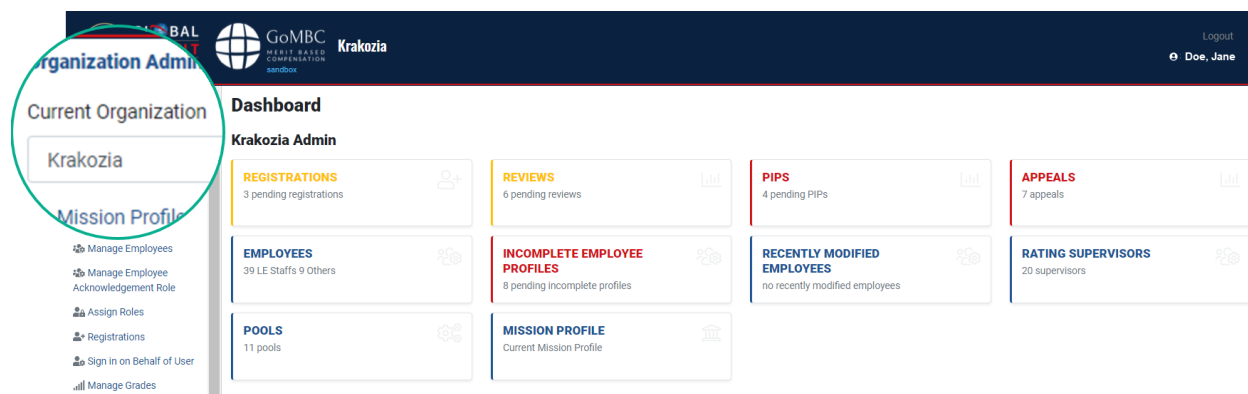 BAL
GoMBC
MERIT BASED
COMPENSATION
sandbox
Krakozia
Logout
Doe, Jane
Organization Admin
Current Organization
Krakozia
Mission Profile
Manage Employees
Manage Employee
Acknowledgement Role
Assign Roles
Registrations
Sign in on Behalf of User
Manage Grades
Dashboard
Krakozia Admin
REGISTRATIONS
3 pending registrations
REVIEWS
6 pending reviews
PIPS
4 pending PIPs
APPEALS
7 appeals
EMPLOYEES
39 LE Staffs 9 Others
INCOMPLETE EMPLOYEE
PROFILES
8 pending incomplete profiles
RECENTLY MODIFIED
EMPLOYEES
no recently modified employees
RATING SUPERVISORS
20 supervisors
POOLS
11 pools
MISSION PROFILE
Current Mission Profile